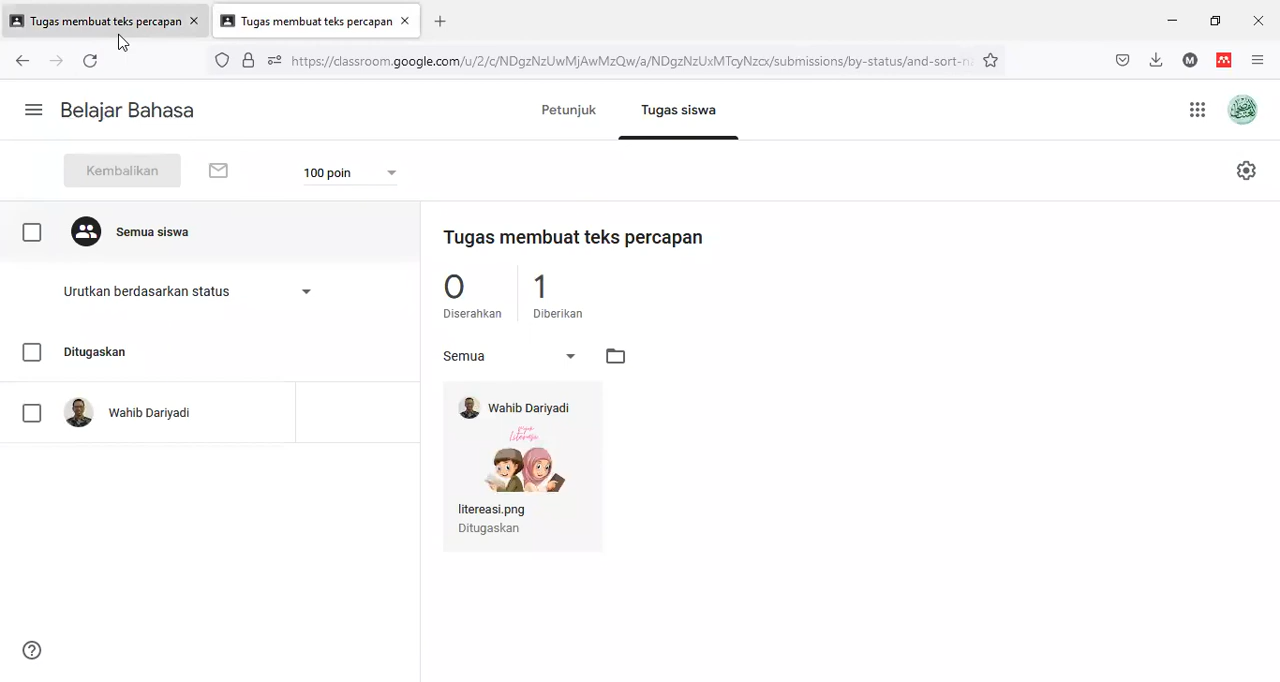 Tugas membuat teks percapan
Tugas membuat teks percapan
https://classroom.google.com/u/2/c/NDgzNzUwMjAwMzQw/a/NDgzNzUxMTcyNzcx/submissions/by-status/and-sort-n
Belajar Bahasa
Petunjuk
Tugas siswa
Kembalikan
100 poin
Semua siswa
Urutkan berdasarkan status
Ditugaskan
Wahib Dariyadi
Tugas membuat teks percapan
0
1
Diserahkan
Diberikan
Semua
Wahib Dariyadi
Literasi
litereasi.png
Ditugaskan